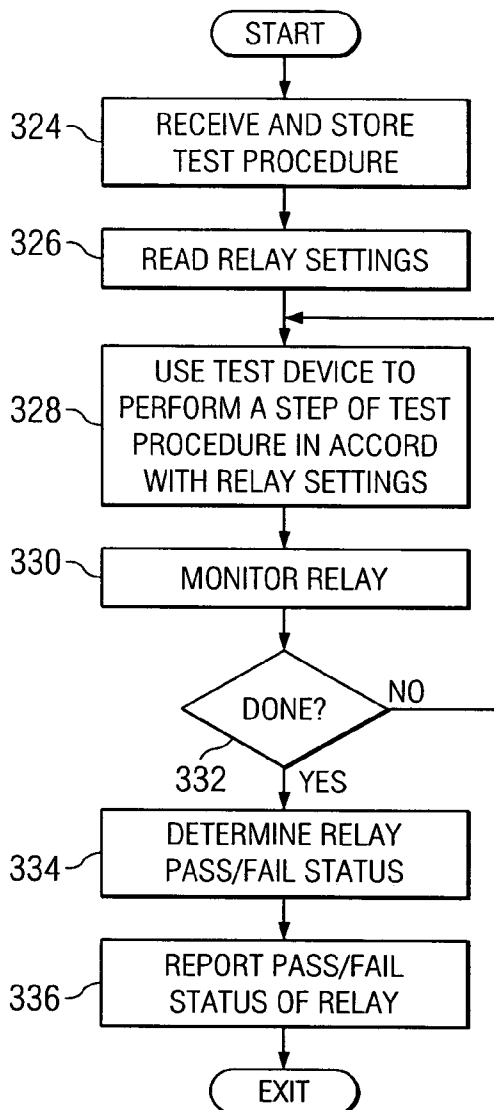 START
324
RECEIVE AND STORE
TEST PROCEDURE
326
READ RELAY SETTINGS
328
USE TEST DEVICE TO
PERFORM A STEP OF TEST
PROCEDURE IN ACCORD
WITH RELAY SETTINGS
330
MONITOR RELAY
DONE?
NO
332
YES
334
DETERMINE RELAY
PASS/FAIL STATUS
336
REPORT PASS/FAIL
STATUS OF RELAY
EXIT